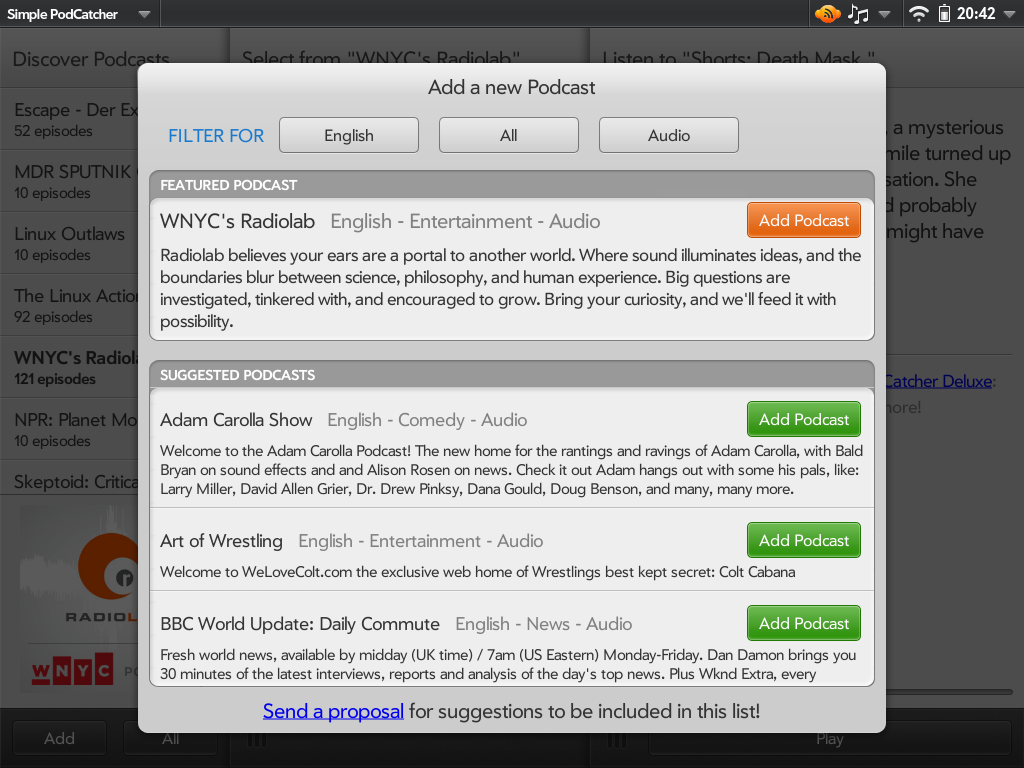 Simple PodCatcher
20:42
Discover Podcasts
Select from "WNYC's Radiolab"
Listen to "Shorts: Death Mask "
Escape - Der Ex
52 episodes
MDR SPUTNIK
10 episodes
Linux Outlaws
10 episodes
The Linux Action
92 episodes
WNYC's Radiolab
121 episodes
NPR: Planet Mo
10 episodes
Skeptoid: Critica
RADIOL
WNYC PO
, a mysterious
mile turned up
sation. She
d probably
might have
Catcher Deluxe:
nore!
Add a new Podcast
FILTER FOR
English
All
Audio
FEATURED PODCAST
WNYC's Radiolab English - Entertainment - Audio
Add Podcast
Radiolab believes your ears are a portal to another world. Where sound illuminates ideas, and the
boundaries blur between science, philosophy, and human experience. Big questions are
investigated, tinkered with, and encouraged to grow. Bring your curiosity, and we'll feed it with
possibility.
SUGGESTED PODCASTS
Adam Carolla Show English - Comedy - Audio
Add Podcast
Welcome to the Adam Carolla Podcast! The new home for the rantings and ravings of Adam Carolla, with Bald
Bryan on sound effects and and Alison Rosen on news. Check it out Adam hangs out with some his pals, like:
Larry Miller, David Allen Grier, Dr. Drew Pinksy, Dana Gould, Doug Benson, and many, many more.
Art of Wrestling English - Entertainment - Audio
Add Podcast
Welcome to WeLoveColt.com the exclusive web home of Wrestlings best kept secret: Colt Cabana
BBC World Update: Daily Commute English - News - Audio
Add Podcast
Fresh world news, available by midday (UK time) / 7am (US Eastern) Monday-Friday. Dan Damon brings you
30 minutes of the latest interviews, reports and analysis of the day's top news. Plus Wknd Extra, every
Send a proposal for suggestions to be included in this list!
Add
All
Play